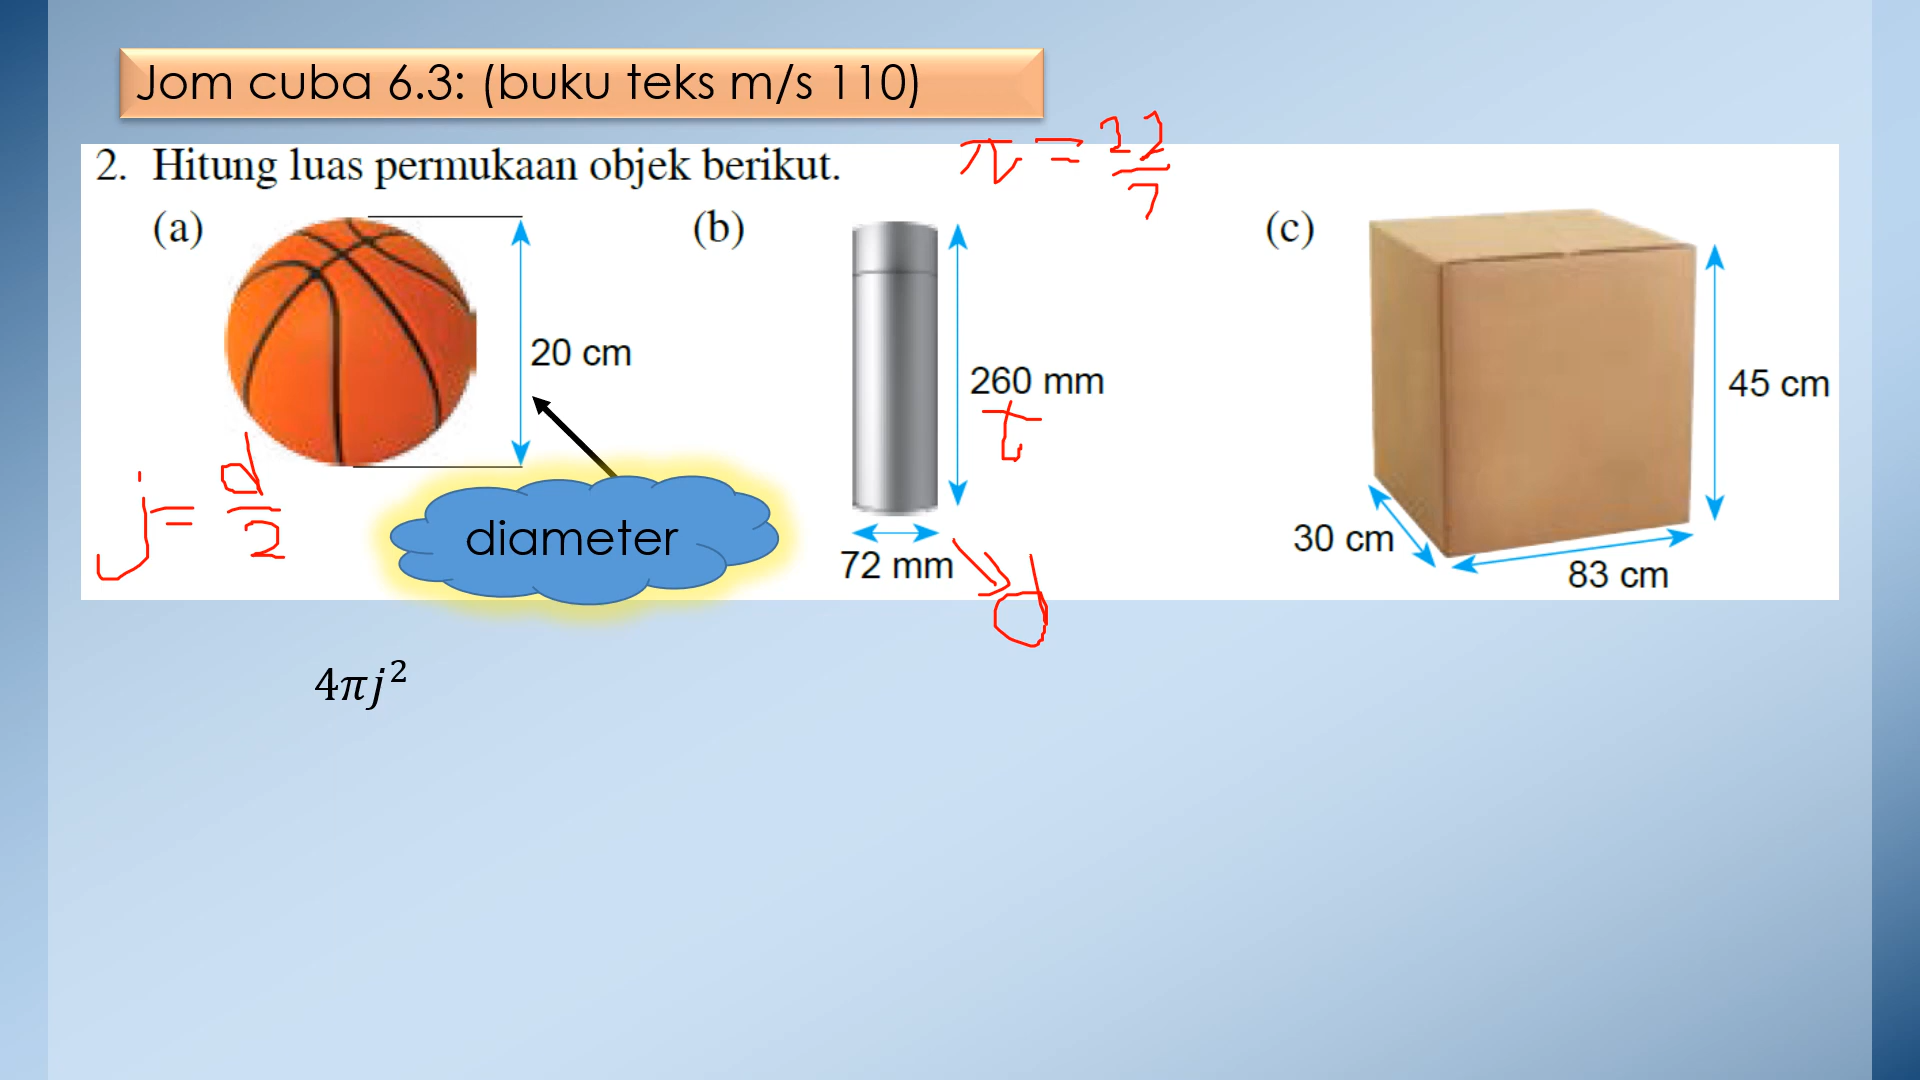 Jom cuba 6.3: (buku teks m/s 110)
2. Hitung luas permukaan objek berikut.
π = 22/7
(a)
20 cm
diameter
j = d/2
(b)
260 mm
t
72 mm
d
(c)
45 cm
30 cm
83 cm
4πj²